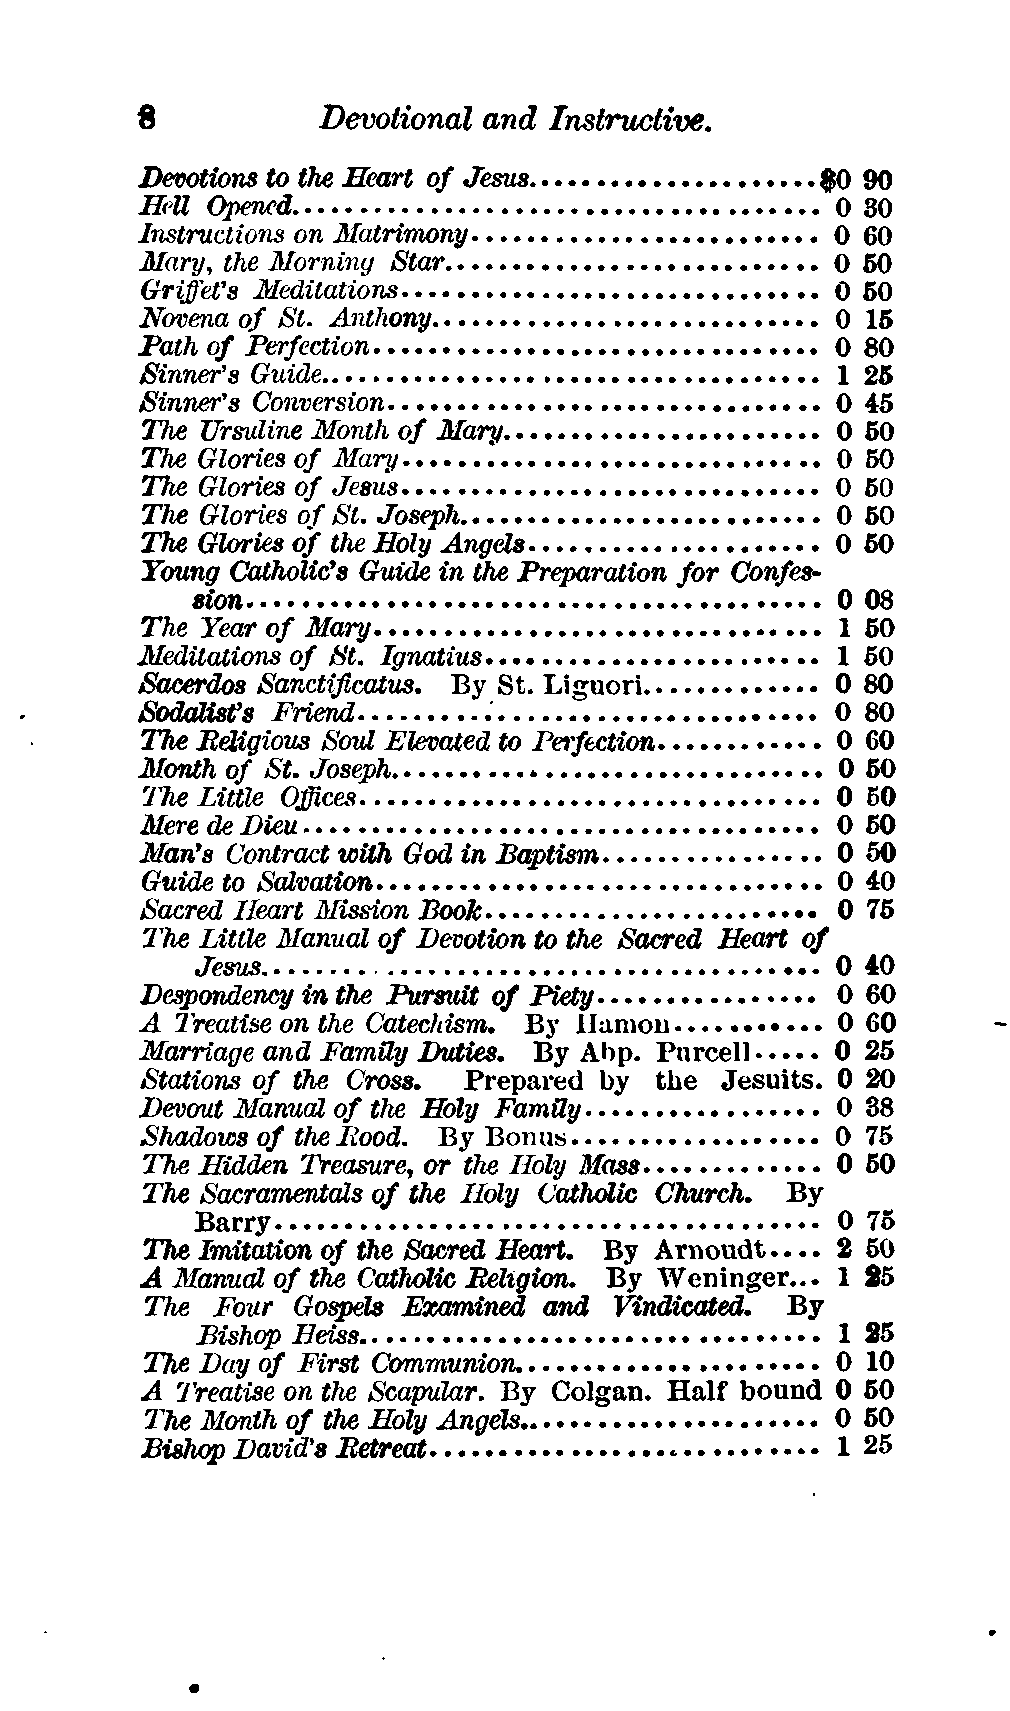 8 Devotional and Instructive.
Devotions to the Heart of Jesus......................$0 90
Hell Opened....................................... 0 30
Instructions on Matrimony.......................... 0 60
Mary, the Morning Star............................ 0 50
Griffet's Meditations............................... 0 50
Novena of St. Anthony............................. 0 15
Path of Perfection................................. 0 80
Sinner's Guide..................................... 1 25
Sinner's Conversion................................ 0 45
The Ursuline Month of Mary........................ 0 50
The Glories of Mary............................... 0 50
The Glories of Jesus............................... 0 50
The Glories of St. Joseph........................... 0 50
The Glories of the Holy Angels...................... 0 50
Young Catholic's Guide in the Preparation for Confes-
sion........................................... 0 08
The Year of Mary................................. 1 50
Meditations of St. Ignatius......................... 1 50
Sacerdos Sanctificatus. By St. Liguori............. 0 80
Sodalist's Friend.................................. 0 80
The Religious Soul Elevated to Perfection............ 0 60
Month of St. Joseph................................ 0 50
The Little Offices.................................. 0 50
Mere de Dieu...................................... 0 50
Man's Contract with God in Baptism................ 0 50
Guide to Salvation................................. 0 40
Sacred Heart Mission Book......................... 0 75
The Little Manual of Devotion to the Sacred Heart of
Jesus......................................... 0 40
Despondency in the Pursuit of Piety................ 0 60
A Treatise on the Catechism. By Hamon........... 0 60
Marriage and Family Duties. By Abp. Purcell..... 0 25
Stations of the Cross. Prepared by the Jesuits. 0 20
Devout Manual of the Holy Family................. 0 38
Shadows of the Rood. By Bonus.................. 0 75
The Hidden Treasure, or the Holy Mass............. 0 50
The Sacramentals of the Holy Catholic Church. By
Barry......................................... 0 75
The Imitation of the Sacred Heart. By Arnoudt.... 2 50
A Manual of the Catholic Religion. By Weninger... 1 25
The Four Gospels Examined and Vindicated. By
Bishop Heiss.................................. 1 25
The Day of First Communion...................... 0 10
A Treatise on the Scapular. By Colgan. Half bound 0 50
The Month of the Holy Angels...................... 0 50
Bishop David's Retreat............................. 1 25